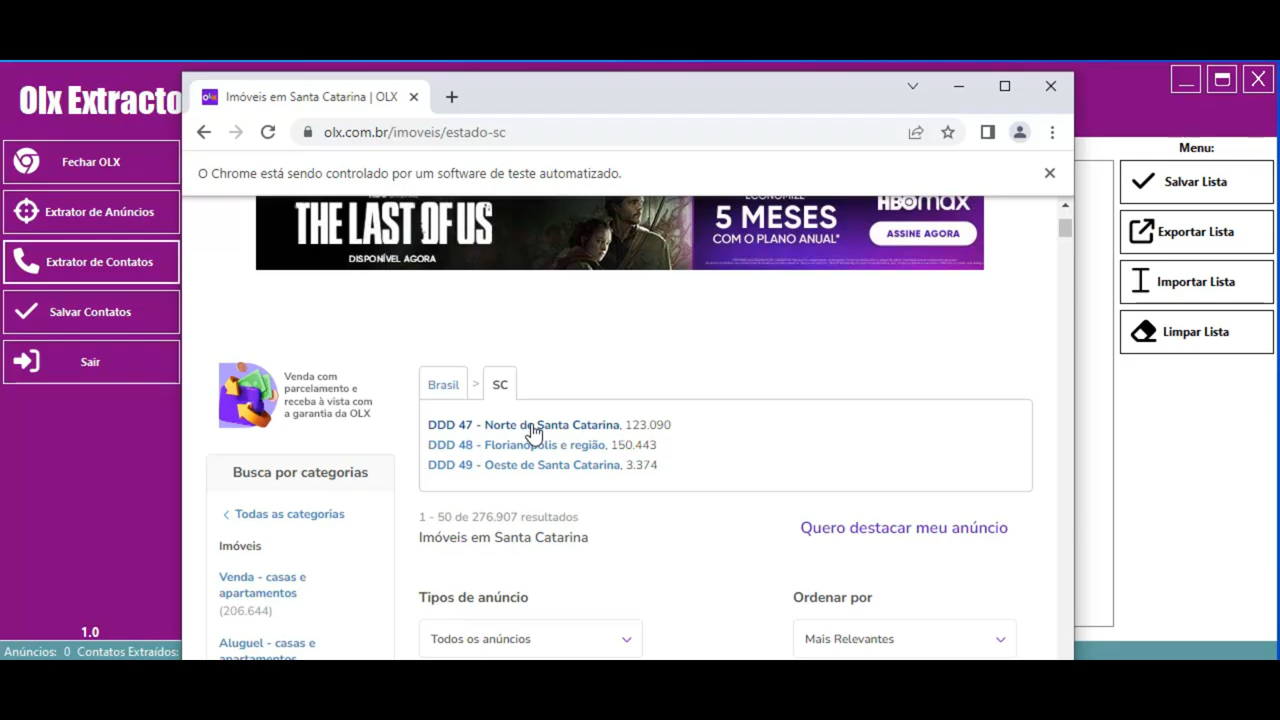 Olx Extracto
Fechar OLX
Extrator de Anúncios
Extrator de Contatos
Salvar Contatos
Sair
1.0
Anúncios: 0 Contatos Extraídos:
Imóveis em Santa Catarina | OLX
olx.com.br/imoveis/estado-sc
O Chrome está sendo controlado por um software de teste automatizado.
THE LAST OF US
DISPONÍVEL AGORA
ECONOMIZE
5 MESES
COM O PLANO ANUAL*
HBOmax
ASSINE AGORA
Venda com
parcelamento e
receba à vista com
a garantia da OLX
Brasil > SC
DDD 47 - Norte de Santa Catarina, 123.090
DDD 48 - Florianópolis e região, 150.443
DDD 49 - Oeste de Santa Catarina, 3.374
Busca por categorias
Todas as categorias
Imóveis
Venda - casas e
apartamentos
(206.644)
Aluguel - casas e
apartamentos
1 - 50 de 276.907 resultados
Imóveis em Santa Catarina
Quero destacar meu anúncio
Tipos de anúncio
Todos os anúncios
Ordenar por
Mais Relevantes
Menu:
Salvar Lista
Exportar Lista
Importar Lista
Limpar Lista